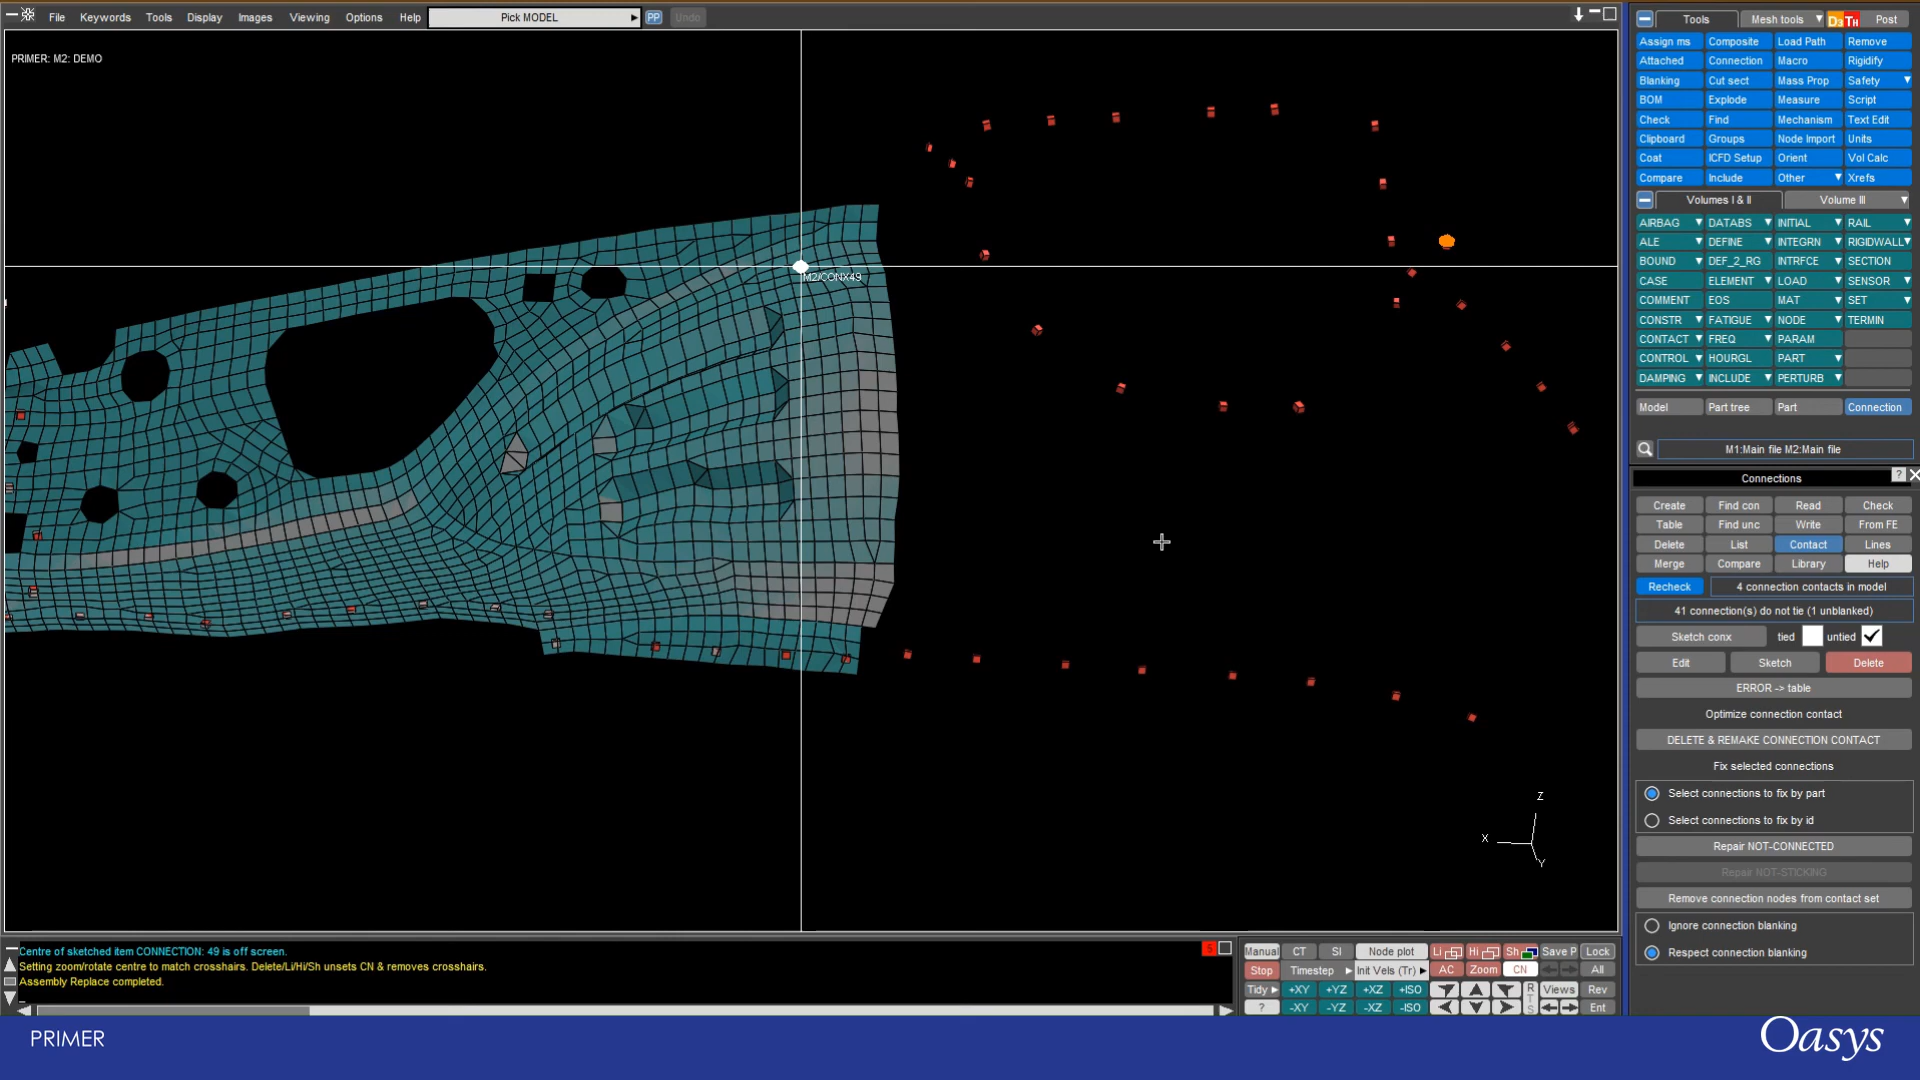 File Keywords Tools Display Images Viewing Options Help Pick MODEL PP Undo
PRIMER: M2: DEMO
M2/CONX49
Z
X
Y
Tools Mesh tools D3 TH Post
Assign ms Composite Load Path Remove
Attached Connection Macro Rigidify
Blanking Cut sect Mass Prop Safety
BOM Explode Measure Script
Check Find Mechanism Text Edit
Clipboard Groups Node Import Units
Coat ICFD Setup Orient Vol Calc
Compare Include Other Xrefs
Volumes I & II Volume III
AIRBAG DATABS INITIAL RAIL
ALE DEFINE INTEGRN RIGIDWALL
BOUND DEF_2_RG INTRFCE SECTION
CASE ELEMENT LOAD SENSOR
COMMENT EOS MAT SET
CONSTR FATIGUE NODE TERMIN
CONTACT FREQ PARAM
CONTROL HOURGL PART
DAMPING INCLUDE PERTURB
Model Part tree Part Connection
M1:Main file M2:Main file
Connections ?
Create Find con Read Check
Table Find unc Write From FE
Delete List Contact Lines
Merge Compare Library Help
Recheck 4 connection contacts in model
41 connection(s) do not tie (1 unblanked)
Sketch conx tied untied
Edit Sketch Delete
ERROR -> table
Optimize connection contact
DELETE & REMAKE CONNECTION CONTACT
Fix selected connections
Select connections to fix by part
Select connections to fix by id
Repair NOT-CONNECTED
Repair NOT-STICKING
Remove connection nodes from contact set
Ignore connection blanking
Respect connection blanking
Centre of sketched item CONNECTION: 49 is off screen.
Setting zoom/rotate centre to match crosshairs. Delete/Li/Hi/Sh unsets CN & removes crosshairs.
Assembly Replace completed.
S
Manual CT SI Node plot Li Hi Sh Save P Lock
Stop Timestep Init Vels (Tr) AC Zoom CN All
Tidy +XY +YZ +XZ +ISO R T S Views Rev
? -XY -YZ -XZ -ISO Ent
PRIMER
Oasys